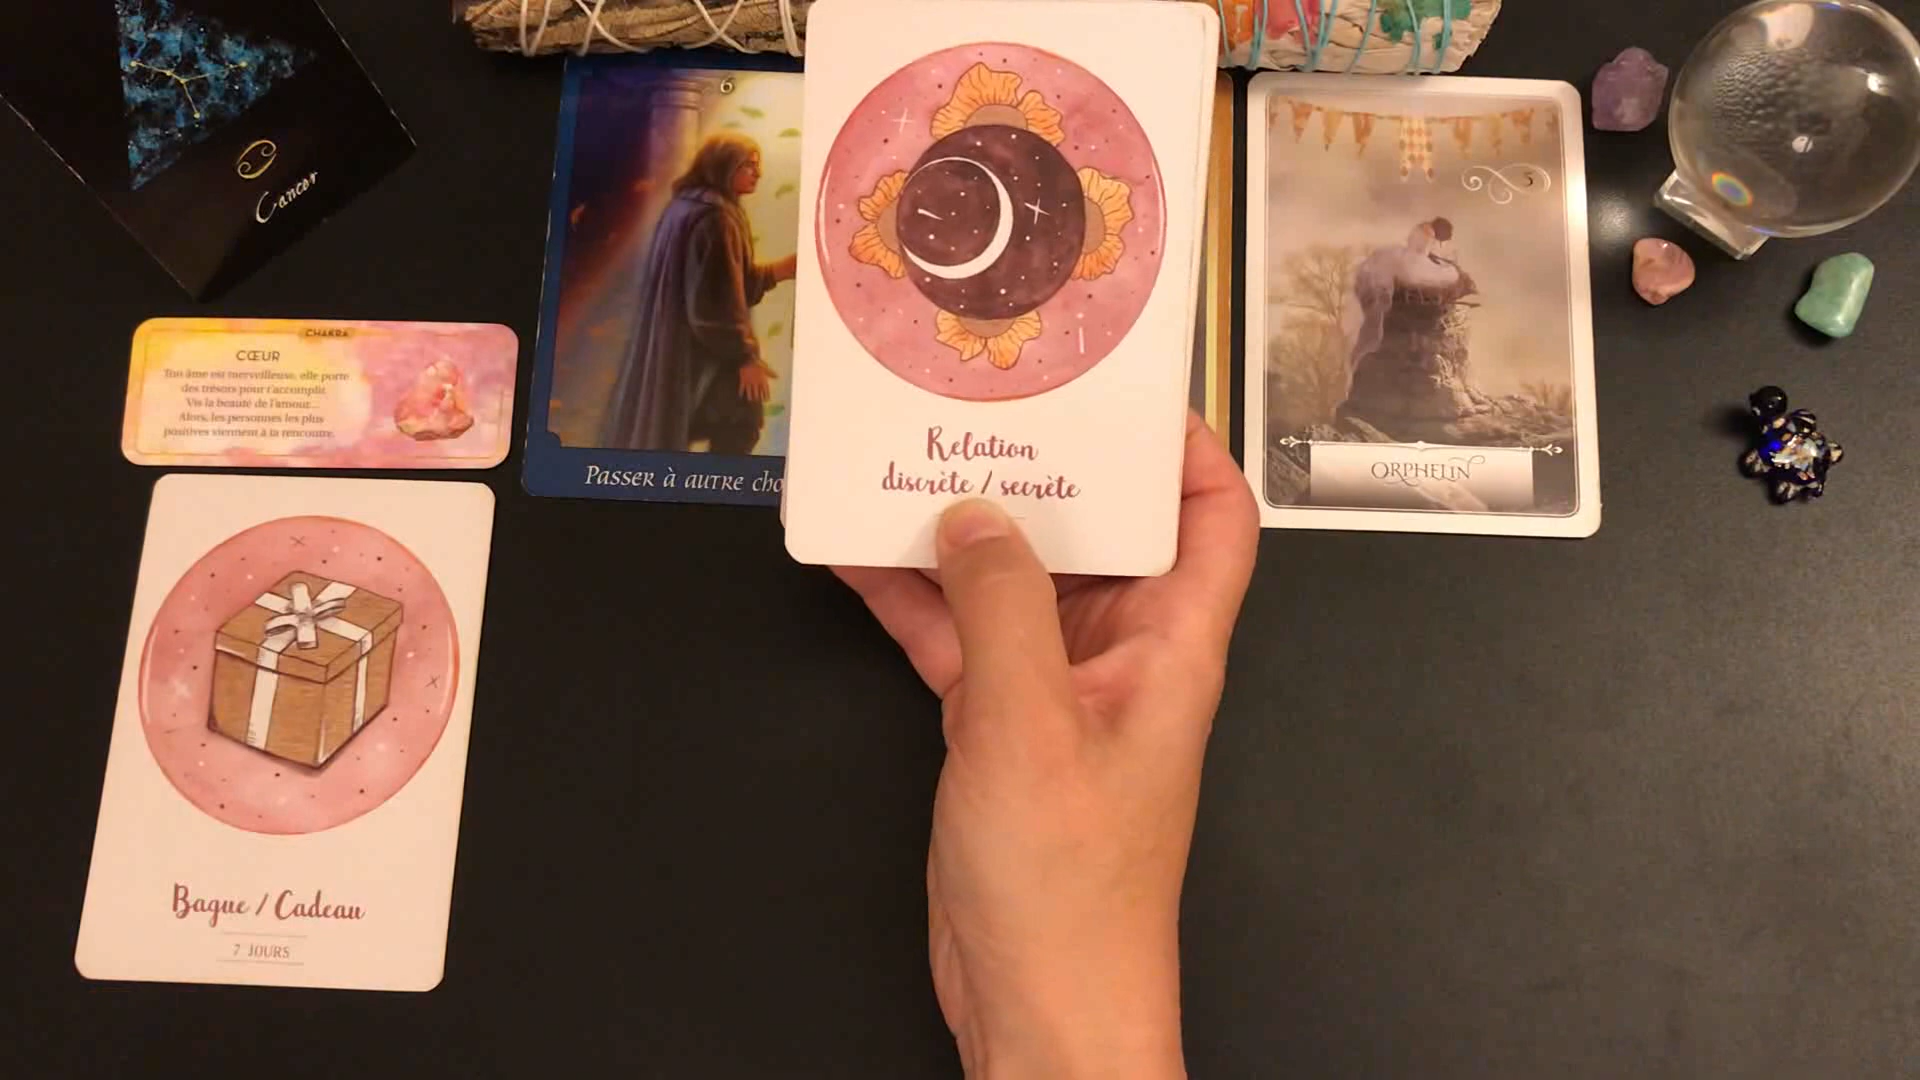 Cancer
CHAKRA
CŒUR
Ton âme est merveilleuse, elle porte
des trésors pour t'accomplir.
Vis la beauté de l'amour...
Alors, les personnes les plus
positives viennent à ta rencontre.
Bague / Cadeau
7 JOURS
6
Passer à autre cho
Relation
discrète / secrète
5
ORPHELIN